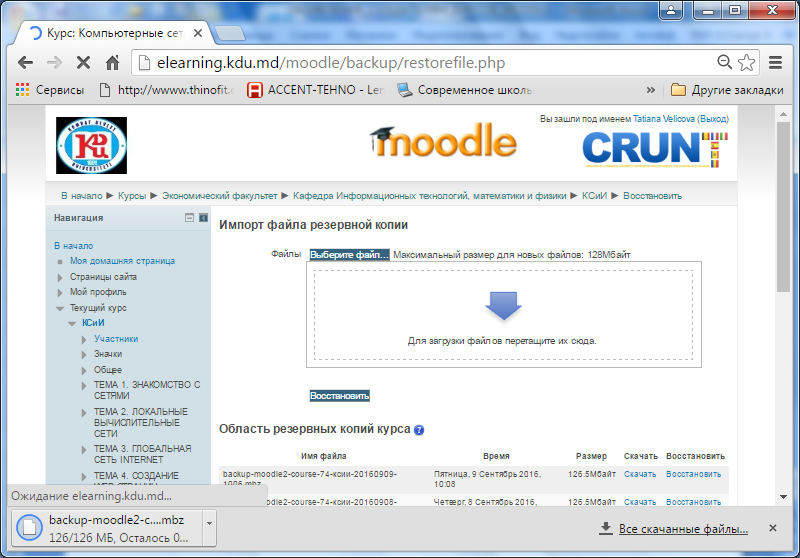 Курс: Компьютерные сет
elearning.kdu.md/moodle/backup/restorefile.php
Сервисы
http://wwww.thinofit.c
ACCENT-TEHNO - Ler
Современное школь
»
Другие закладки
moodle
Вы зашли под именем Tatiana Velicova (Выход)
CRUNT
В начало ► Курсы ► Экономический факультет ► Кафедра Информационных технологий, математики и физики ► КСиИ ► Восстановить
Навигация
В начало
Моя домашняя страница
Страницы сайта
Мой профиль
Текущий курс
КСиИ
Участники
Значки
Общее
ТЕМА 1. ЗНАКОМСТВО С
СЕТЯМИ
ТЕМА 2. ЛОКАЛЬНЫЕ
ВЫЧИСЛИТЕЛЬНЫЕ
СЕТИ
ТЕМА 3. ГЛОБАЛЬНАЯ
СЕТЬ INTERNET
ТЕМА 4. СОЗДАНИЕ
Импорт файла резервной копии
Файлы
Выберите файл...
Максимальный размер для новых файлов: 128Мбайт
Для загрузки файлов перетащите их сюда.
Восстановить
Область резервных копий курса
Имя файла Время Размер Скачать Восстановить
backup-moodle2-course-74-ксии-20160909- Пятница, 9 Сентябрь 2016, 126.5Мбайт Скачать Восстановить
1006.mbz 10:08
backup-moodle2-course-74-ксии-20160908- Четверг, 8 Сентябрь 2016, 126.5Мбайт Скачать Восстановить
Ожидание elearning.kdu.md...
backup-moodle2-c....mbz
126/126 МБ, Осталось 0...
Все скачанные файлы...